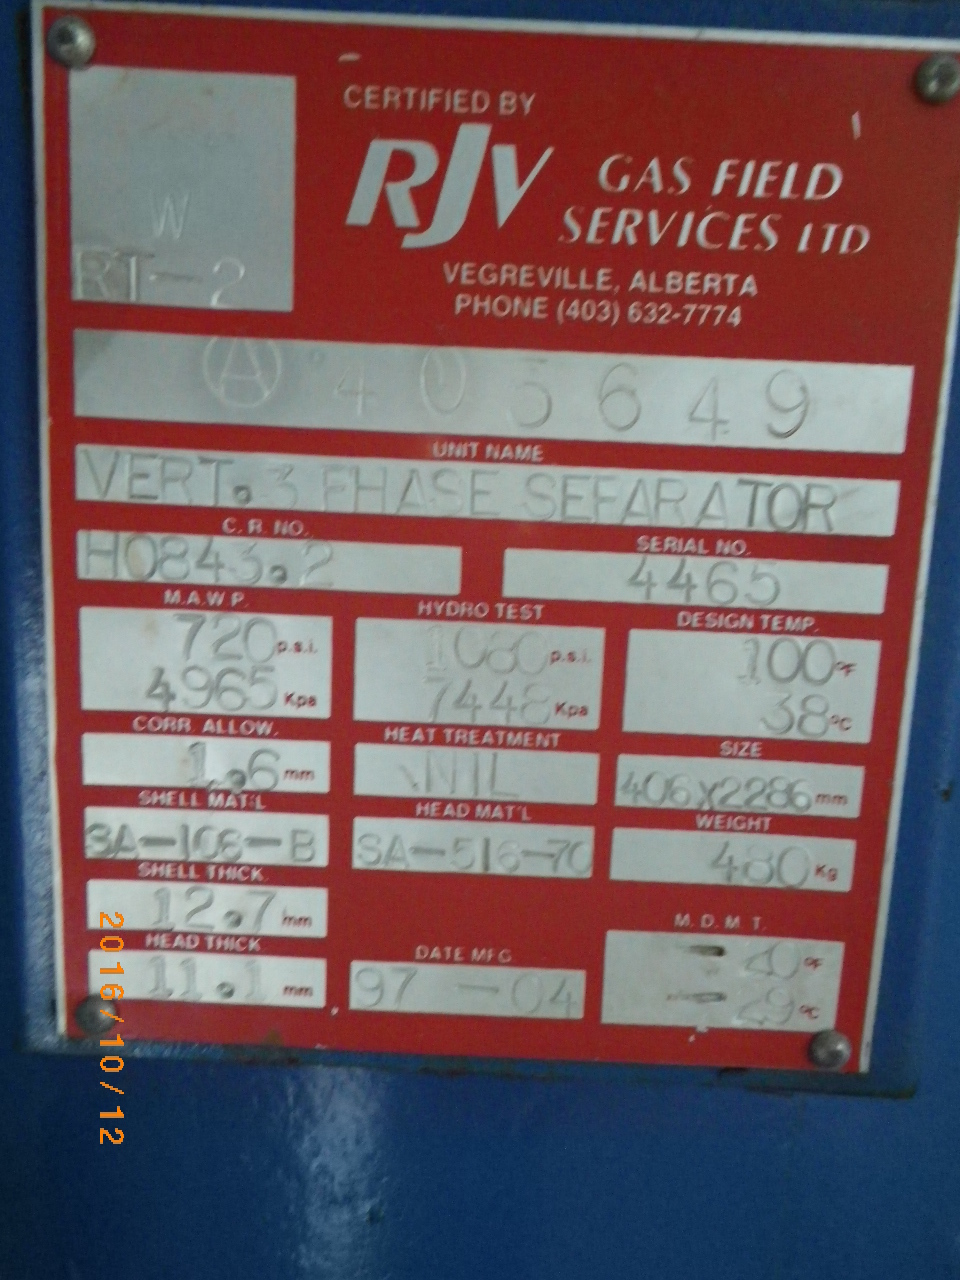 W
RT-2
CERTIFIED BY
RJV GAS FIELD
SERVICES LTD
VEGREVILLE, ALBERTA
PHONE (403) 632-7774
Ⓐ 405649
UNIT NAME
VERT. 3 PHASE SEPARATOR
C. R. NO.
H0843.2
SERIAL NO.
4465
M.A.W.P.
720 p.s.i.
4965 Kpa
HYDRO TEST
1080 p.s.i.
7448 Kpa
DESIGN TEMP.
100 °F
38 °C
CORR. ALLOW.
1.6 mm
HEAT TREATMENT
NIL
SIZE
406X2286 mm
SHELL MAT'L
SA-106-B
HEAD MAT'L
SA-516-70
WEIGHT
480 Kg
SHELL THICK.
12.7 mm
HEAD THICK
11.1 mm
DATE MFG
97 -04
M. D. M. T.
- 20 °F
- 29 °C
2016/10/12